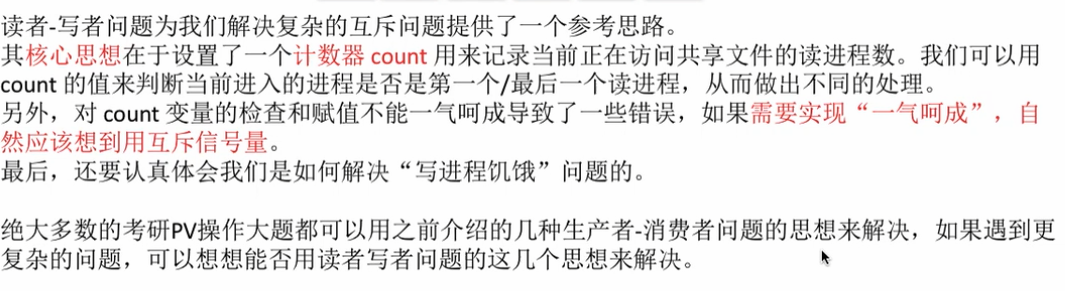 读者-写者问题为我们解决复杂的互斥问题提供了一个参考思路。
其核心思想在于设置了一个计数器 count 用来记录当前正在访问共享文件的读进程数。我们可以用
count 的值来判断当前进入的进程是否是第一个/最后一个读进程，从而做出不同的处理。
另外，对 count 变量的检查和赋值不能一气呵成导致了一些错误，如果需要实现“一气呵成”，自
然应该想到用互斥信号量。
最后，还要认真体会我们是如何解决“写进程饥饿”问题的。
绝大多数的考研PV操作大题都可以用之前介绍的几种生产者-消费者问题的思想来解决，如果遇到更
复杂的问题，可以想想能否用读者写者问题的这几个思想来解决。